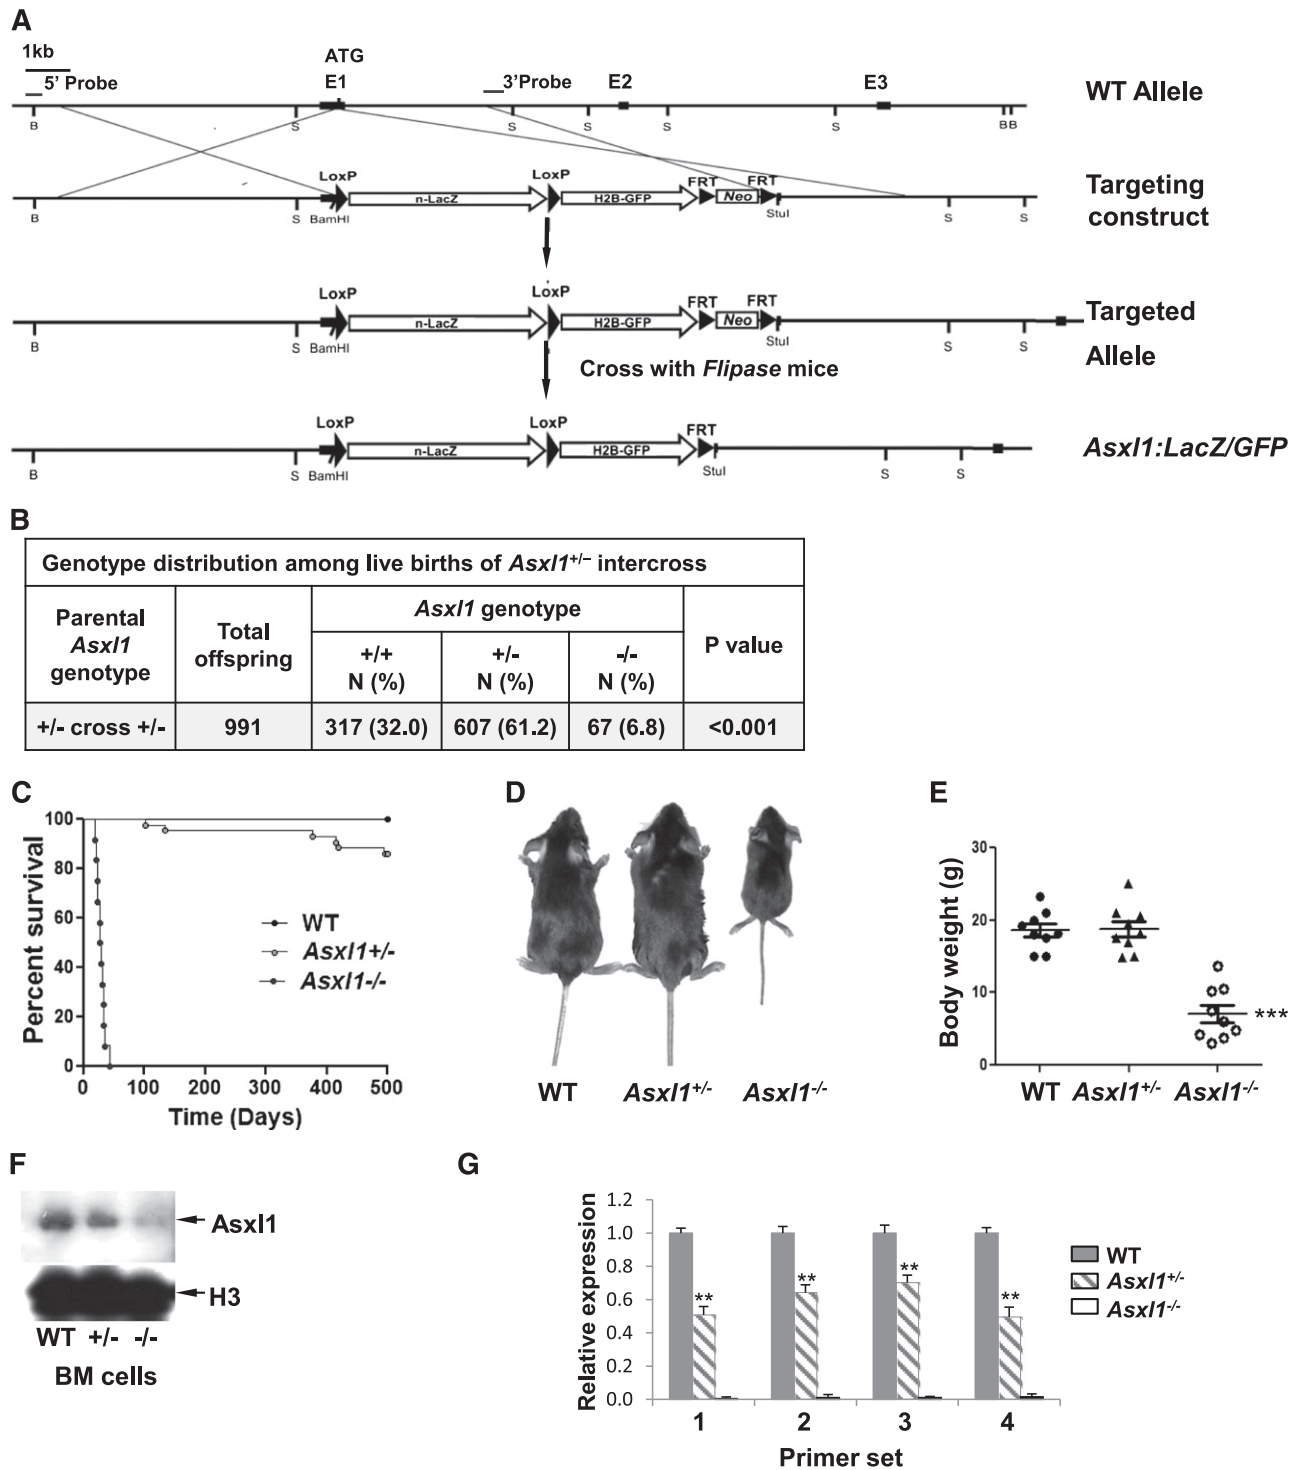 A
1kb
ATG
5' Probe
E1
3'Probe
E2
E3
WT Allele
B
S
S
S
S
S
BB
LoxP
LoxP
FRT
FRT
n-LacZ
H2B-GFP
Neo
Targeting
construct
B
S
BamHI
StuI
S
S
LoxP
LoxP
FRT
FRT
n-LacZ
H2B-GFP
Neo
Targeted
Allele
B
S
BamHI
StuI
S
S
Cross with Flipase mice
LoxP
LoxP
FRT
n-LacZ
H2B-GFP
Asxl1:LacZ/GFP
B
S
BamHI
StuI
S
S
B
Genotype distribution among live births of Asxl1+/– intercross
Parental
Asxl1
genotype
Total
offspring
Asxl1 genotype
P value
+/+
N (%)
+/-
N (%)
-/-
N (%)
+/- cross +/-
991
317 (32.0)
607 (61.2)
67 (6.8)
<0.001
C
Percent survival
100
80
60
40
20
0
0
100
200
300
400
500
Time (Days)
WT
Asxl1+/-
Asxl1-/-
D
WT
Asxl1+/-
Asxl1-/-
E
Body weight (g)
30
20
10
0
***
WT
Asxl1+/-
Asxl1-/-
F
Asxl1
H3
WT +/- -/-
BM cells
G
Relative expression
1.2
1.0
0.8
0.6
0.4
0.2
0.0
**
**
**
**
1
2
3
4
Primer set
WT
Asxl1+/-
Asxl1-/-